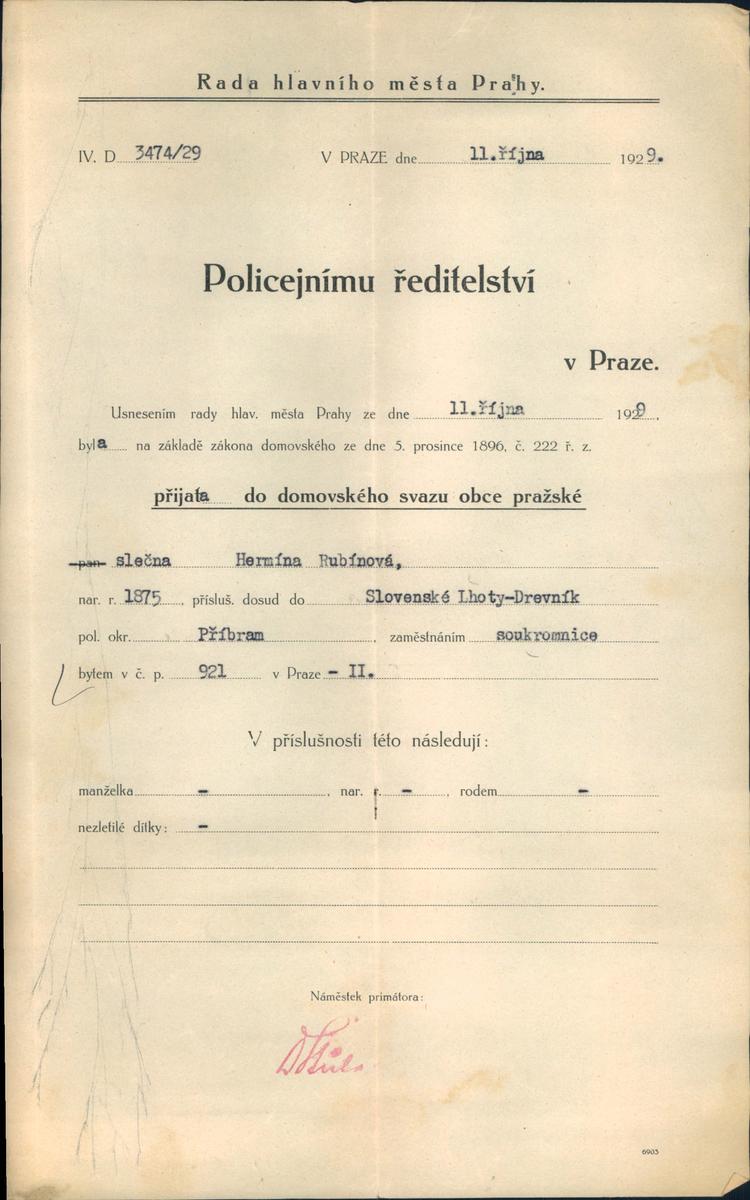 Rada hlavního města Prahy.
IV. D 3474/29 V PRAZE dne 11.října 1929.
Policejnímu ředitelství
v Praze.
Usnesením rady hlav. města Prahy ze dne 11.října 1929,
byla na základě zákona domovského ze dne 5. prosince 1896, č. 222 ř. z.
přijata do domovského svazu obce pražské
pan slečna Hermína Rubínová,
nar. r. 1875, přísluš. dosud do Slovenské Lhoty-Drevník
pol. okr. Příbram, zaměstnáním soukromnice
bytem v č. p. 921 v Praze - II.
V příslušnosti této následují:
manželka -, nar. r. -, rodem -
nezletilé dítky: -
Náměstek primátora:
6903